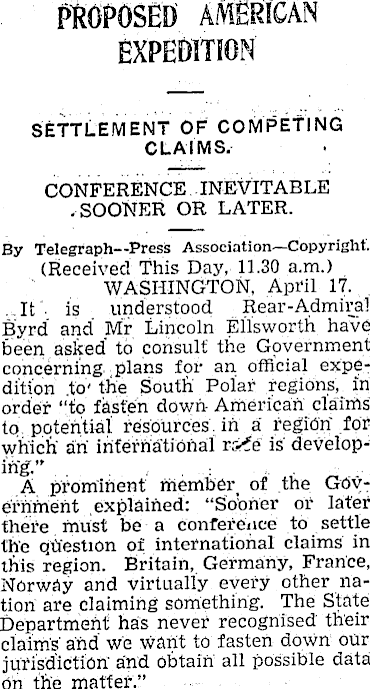 PROPOSED AMERICAN
EXPEDITION
SETTLEMENT OF COMPETING
CLAIMS.
CONFERENCE INEVITABLE
SOONER OR LATER.
By Telegraph--Press Association--Copyright.
(Received This Day, 11.30 a.m.)
WASHINGTON, April 17.
It is understood Rear-Admiral
Byrd and Mr Lincoln Ellsworth have
been asked to consult the Government
concerning plans for an official expe-
dition to the South Polar regions, in
order "to fasten down American claims
to potential resources in a region for
which an international race is develop-
ing."
A prominent member of the Gov-
ernment explained: "Sooner or later
there must be a conference to settle
the question of international claims in
this region. Britain, Germany, France,
Norway and virtually every other na-
tion are claiming something. The State
Department has never recognised their
claims and we want to fasten down our
jurisdiction and obtain all possible data
on the matter."